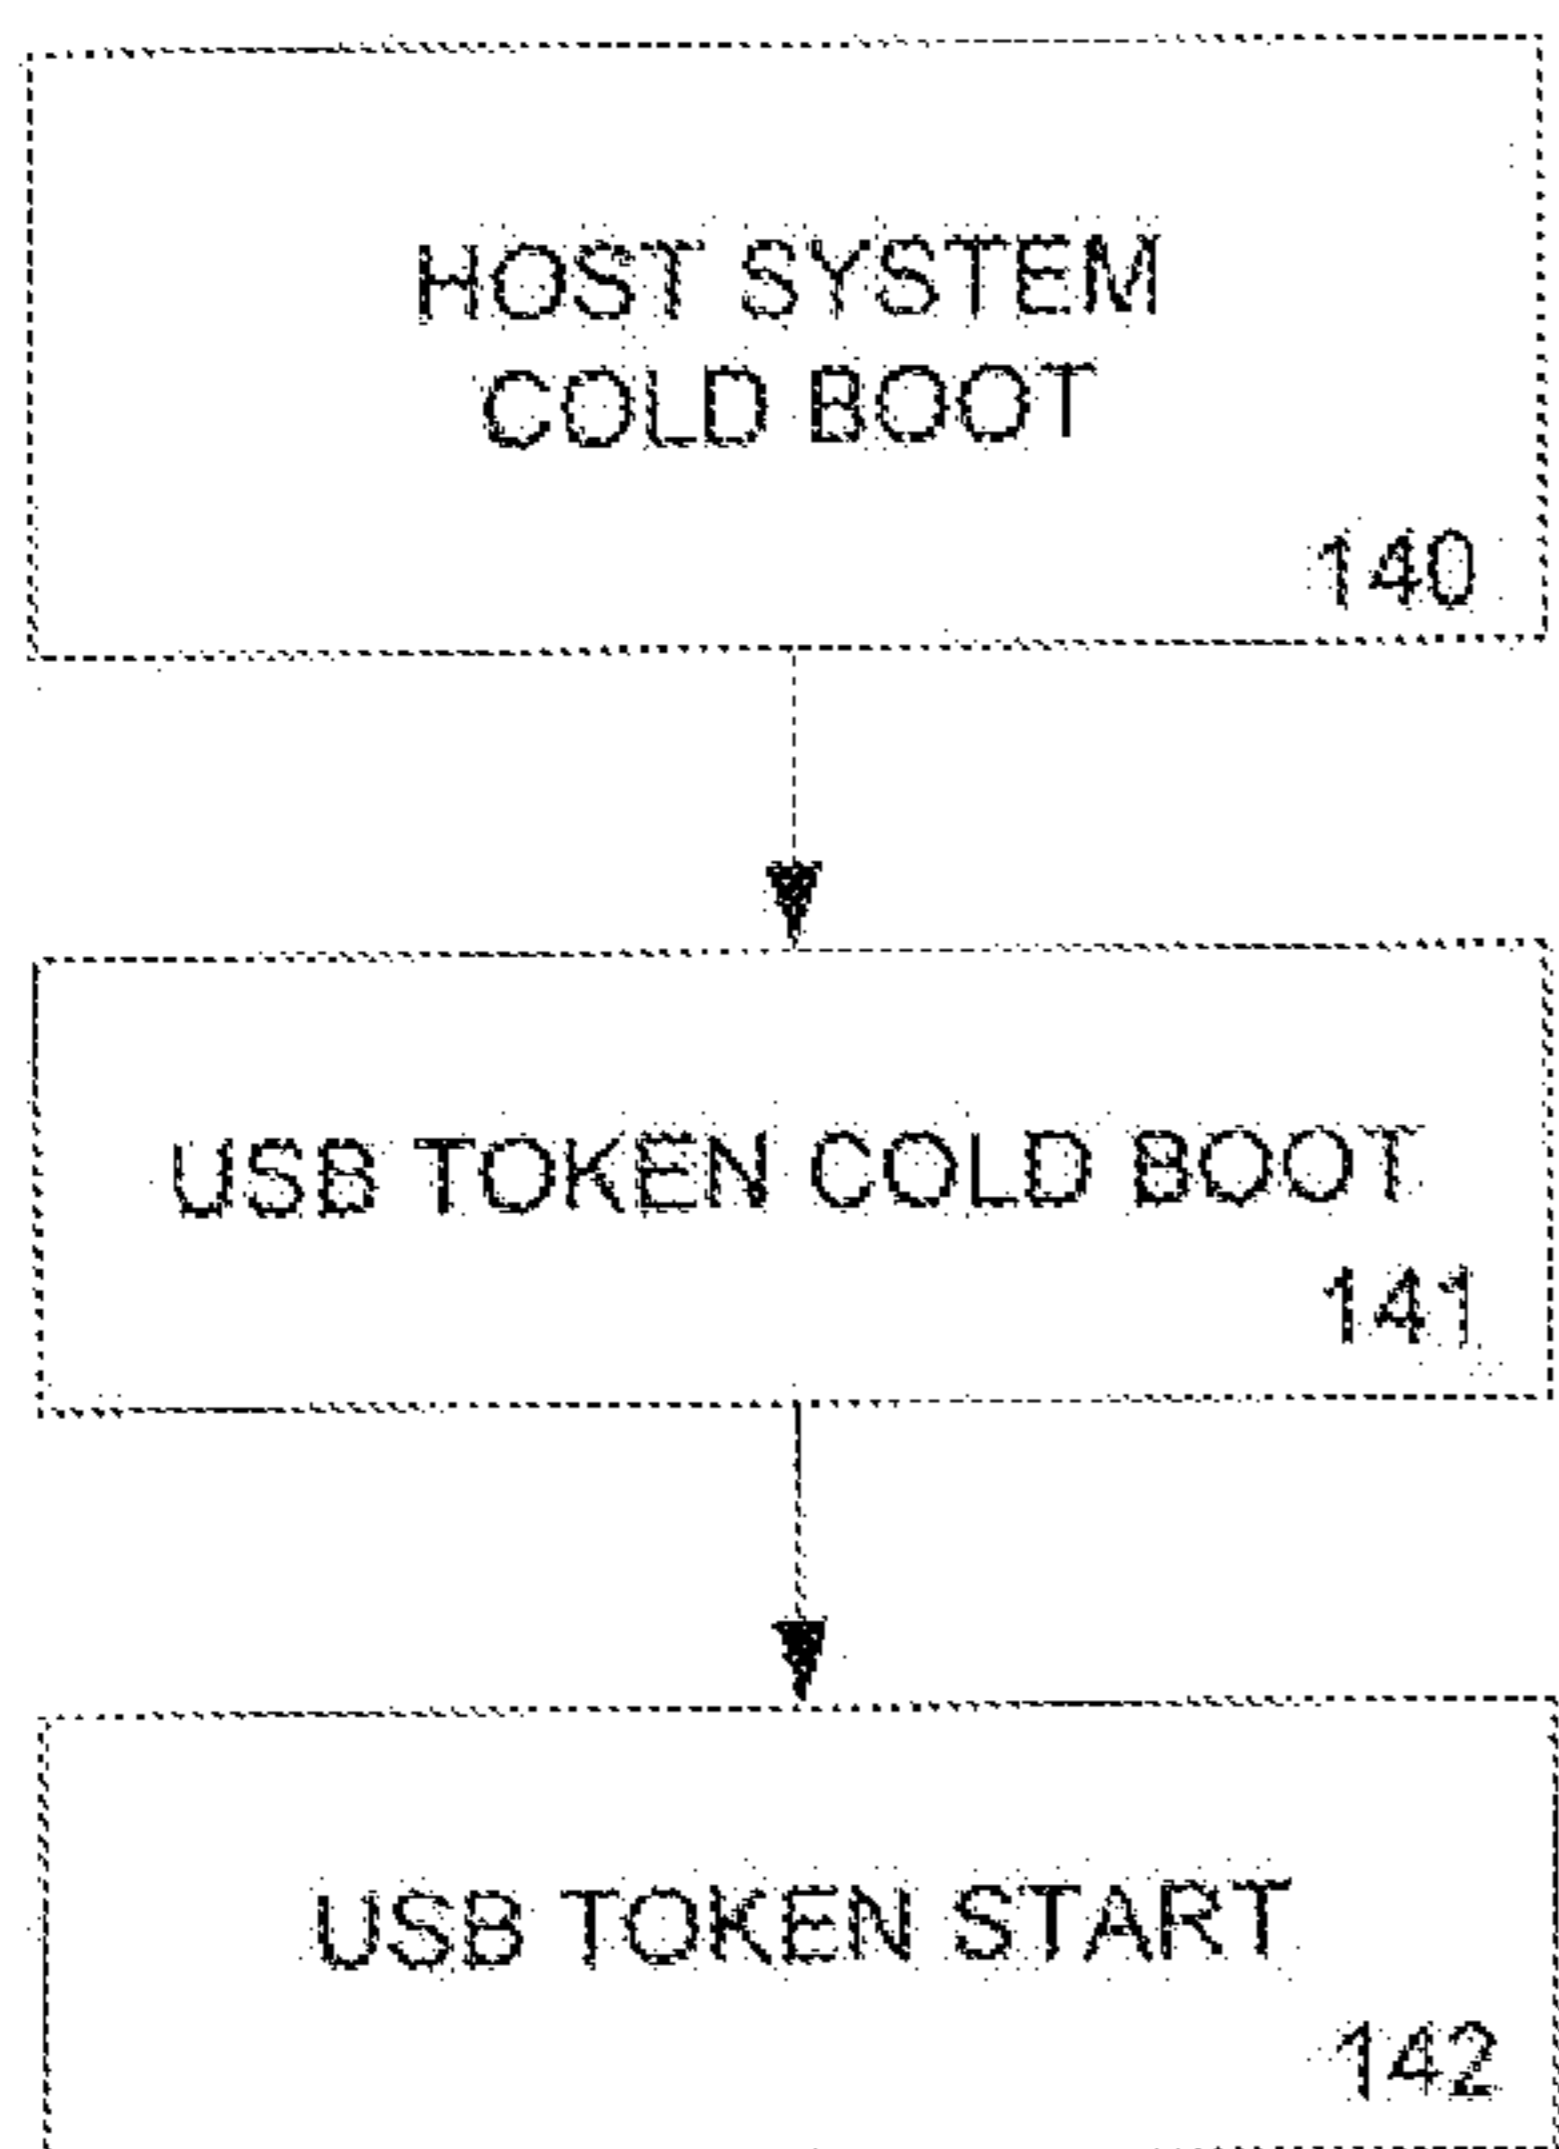 HOST SYSTEM
COLD BOOT
140
USB TOKEN COLD BOOT
141
USB TOKEN START
142